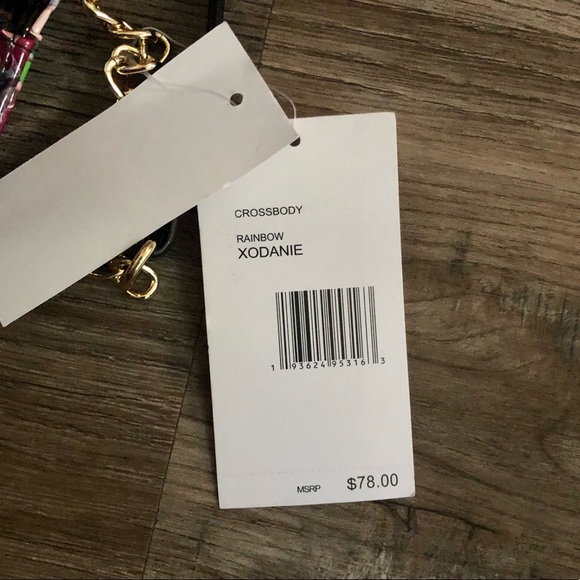 CROSSBODY
RAINBOW
XODANIE
1 93624 95316 3
MSRP $78.00